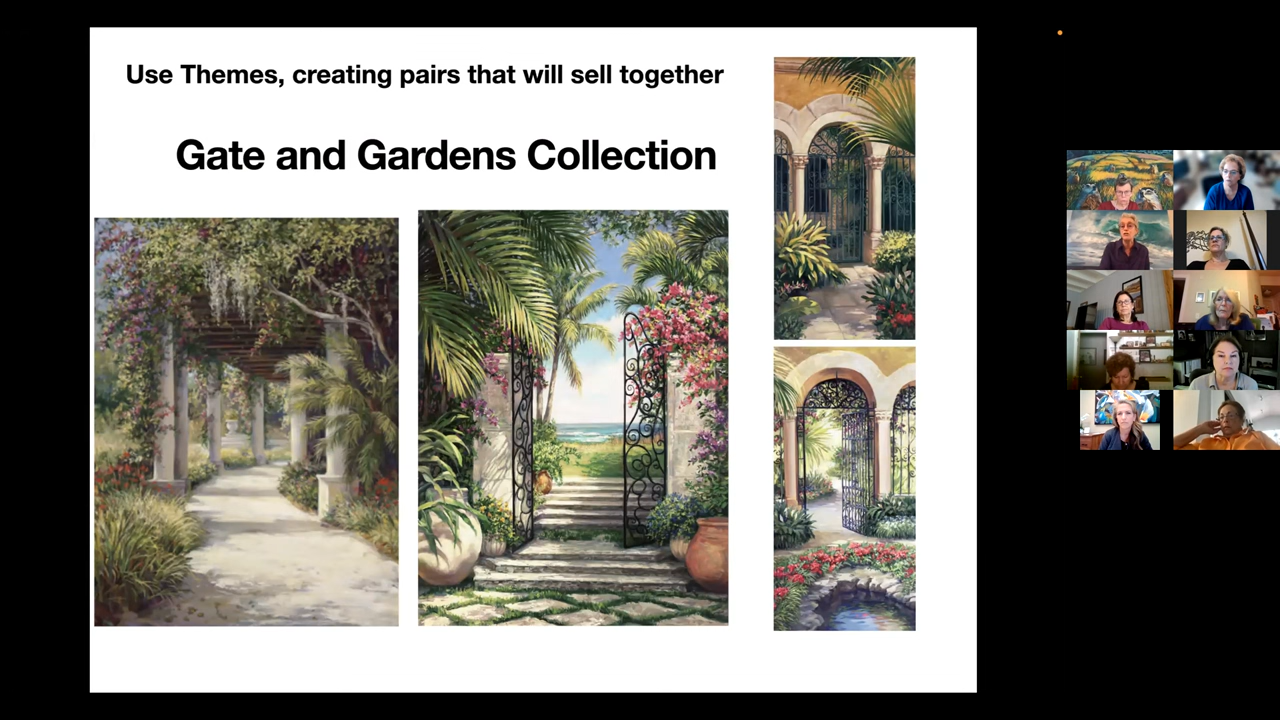 Use Themes, creating pairs that will sell together
Gate and Gardens Collection